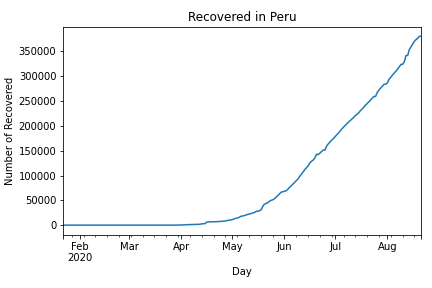 Recovered in Peru
Number of Recovered
350000
300000
250000
200000
150000
100000
50000
0
Feb Mar Apr May Jun Jul Aug
2020
Day